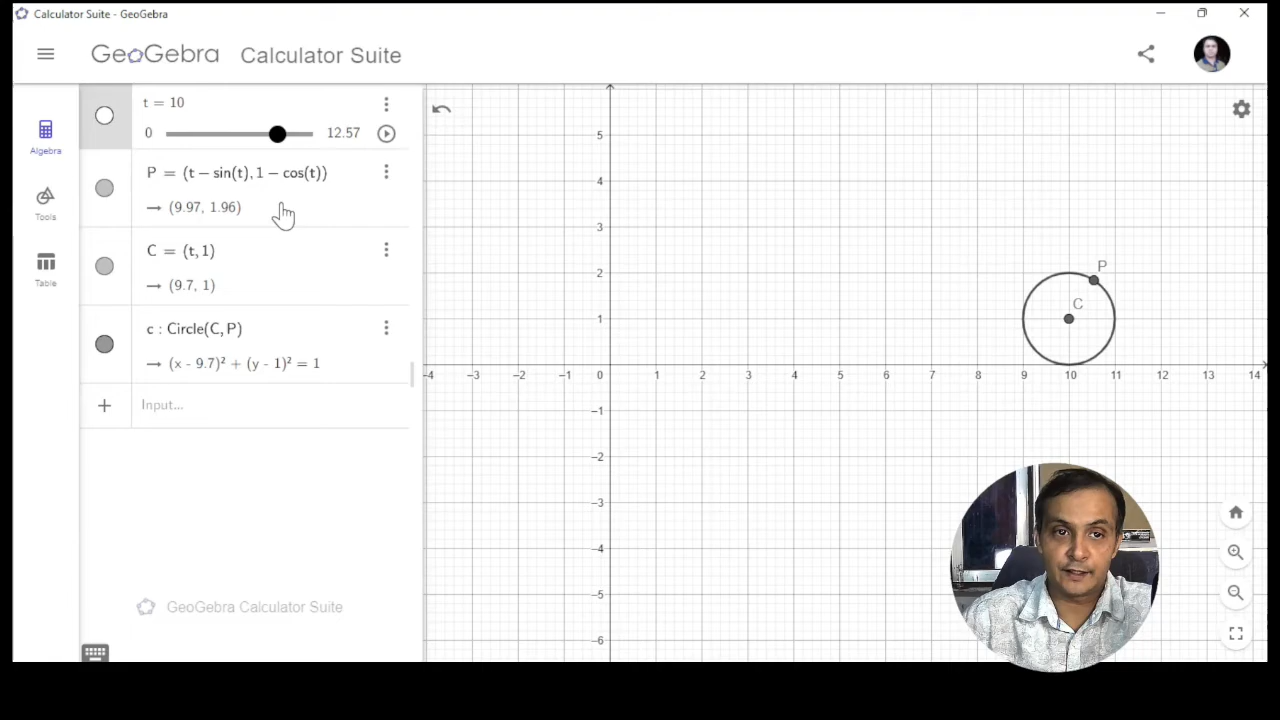 Calculator Suite - GeoGebra
GeoGebra Calculator Suite
t = 10
0 12.57
Algebra
P = (t − sin(t), 1 − cos(t))
→ (9.97, 1.96)
Tools
C = (t, 1)
→ (9.7, 1)
Table
c : Circle(C, P)
→ (x - 9.7)² + (y - 1)² = 1
+ Input...
GeoGebra Calculator Suite
5
4
3
2
P
C
1
−4 −3 −2 −1 0 1 2 3 4 5 6 7 8 9 10 11 12 13 14
−1
−2
−3
−4
−5
−6